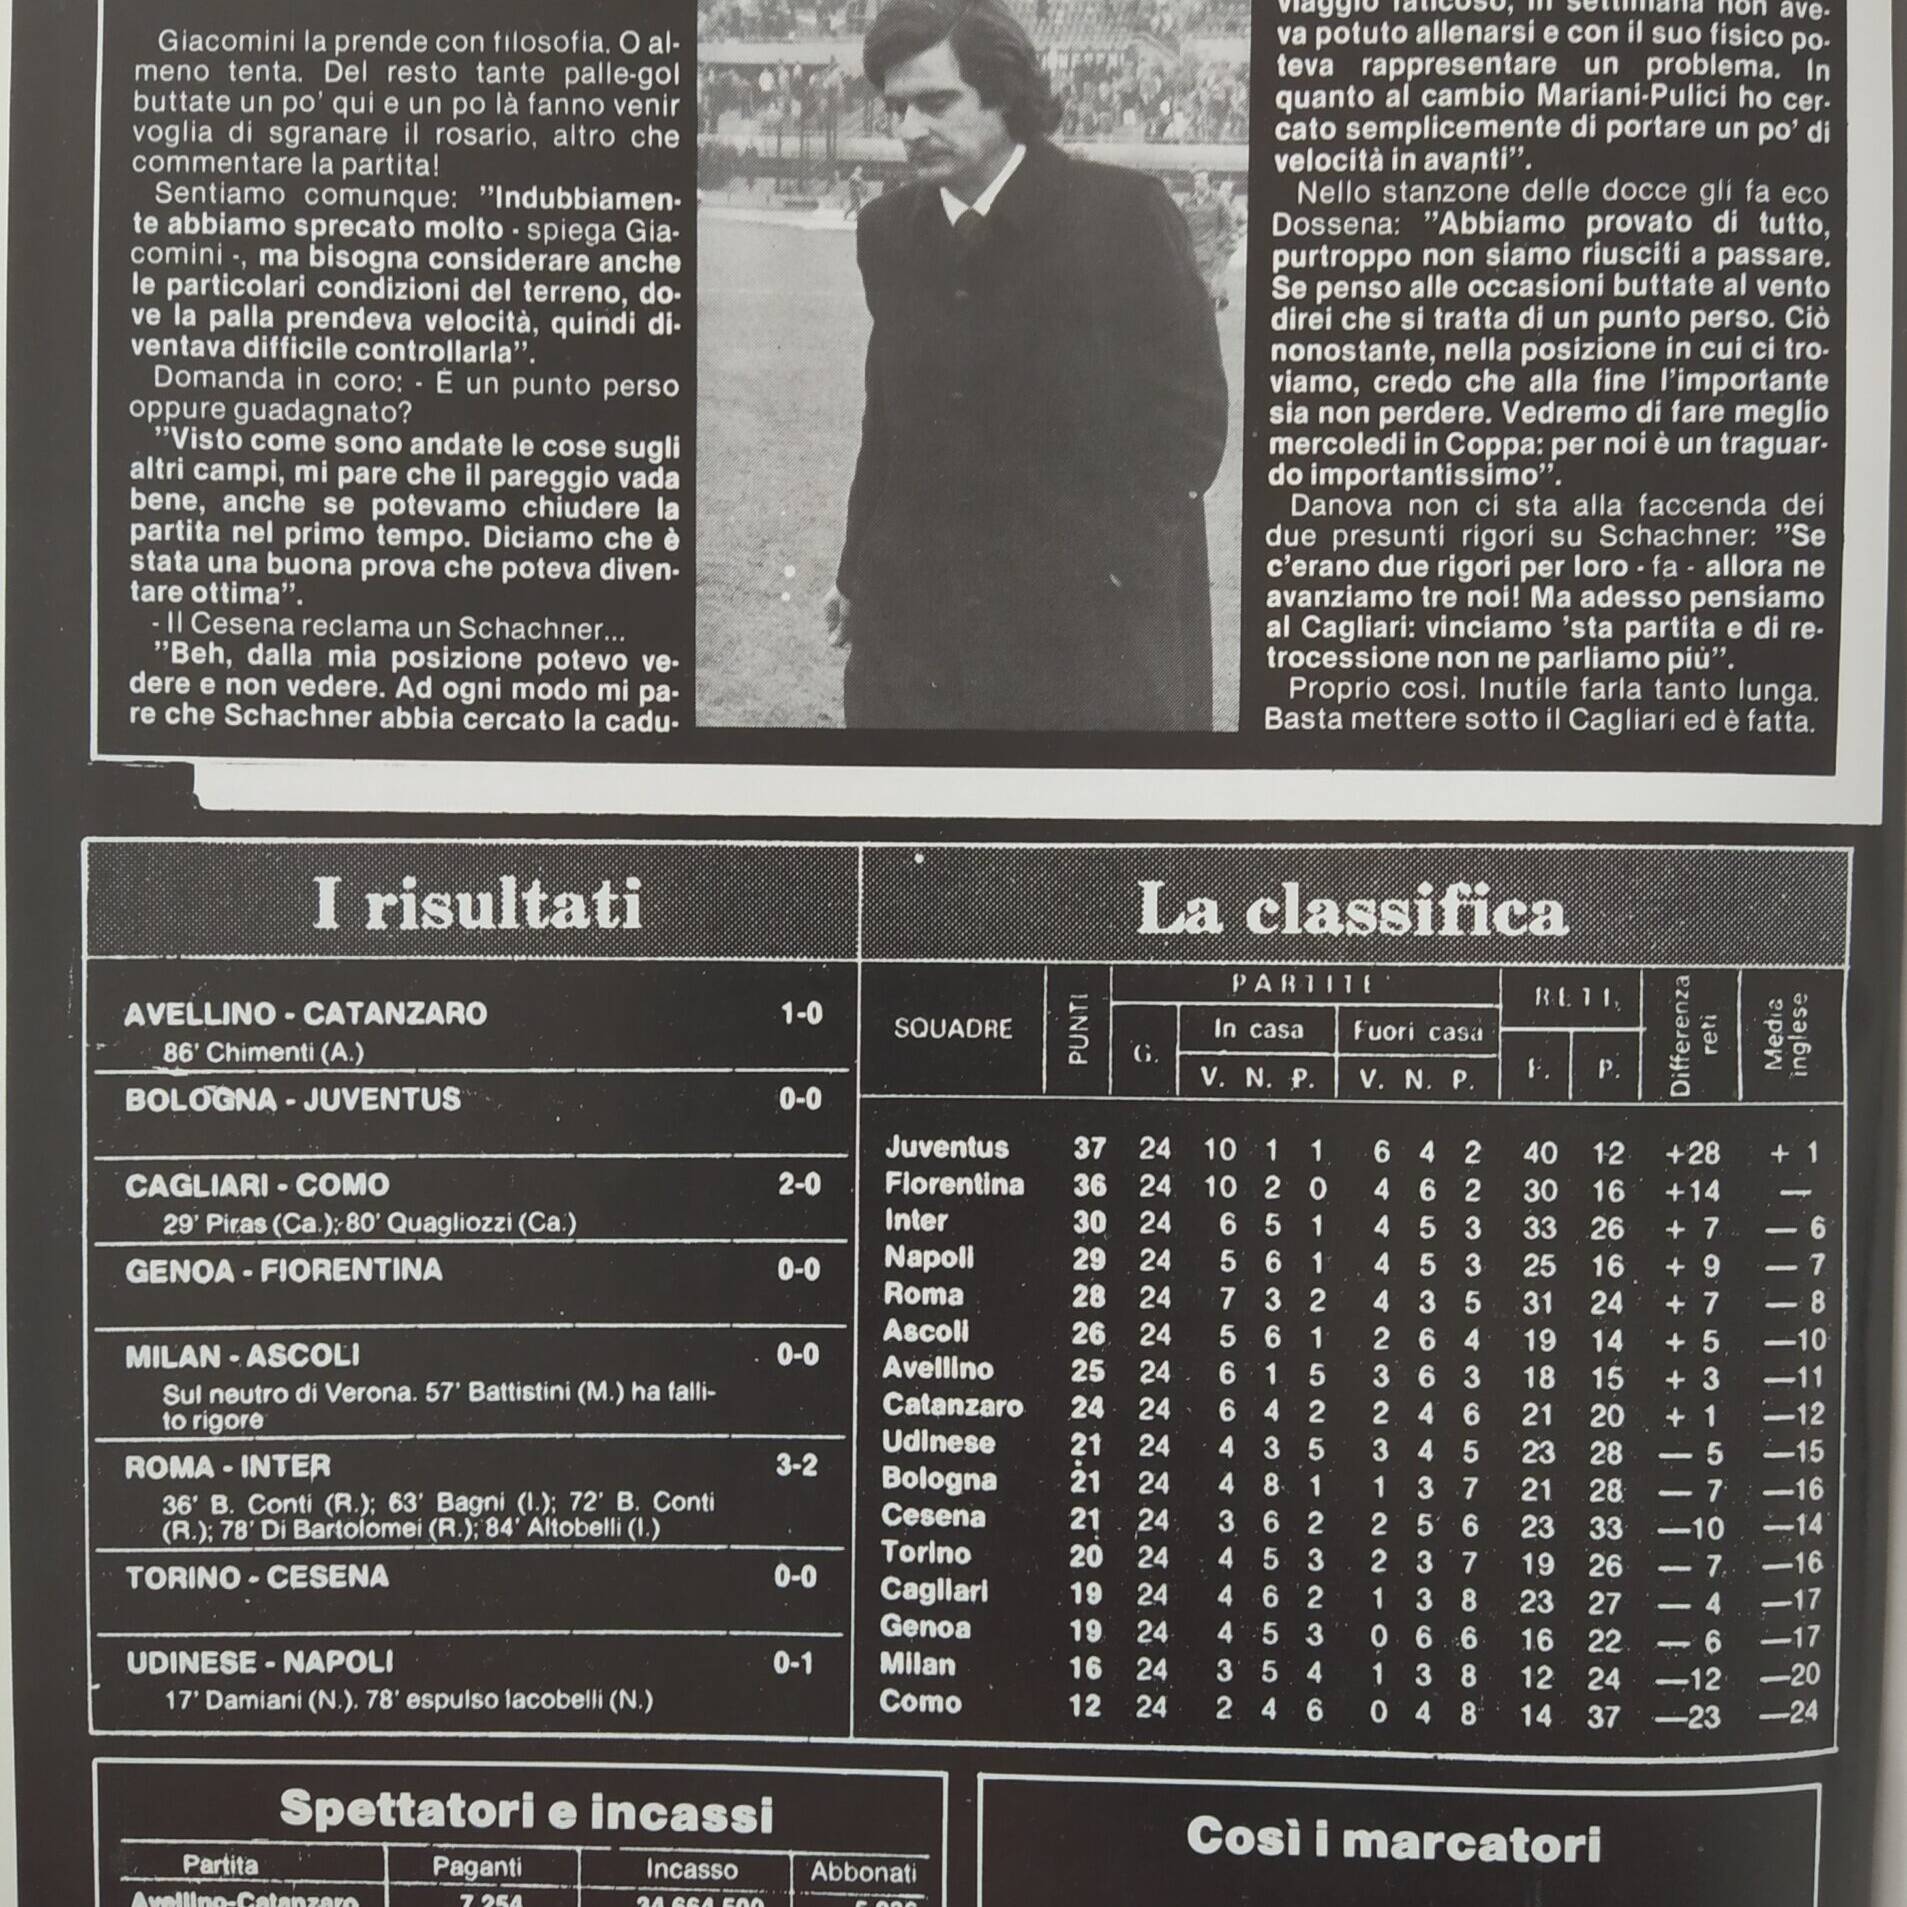 Giacomini la prende con filosofia. O al-
meno tenta. Del resto tante palle-gol
buttate un po' qui e un po là fanno venir
voglia di sgranare il rosario, altro che
commentare la partita!
Sentiamo comunque: "Indubbiamen-
te abbiamo sprecato molto - spiega Gia-
comini -, ma bisogna considerare anche
le particolari condizioni del terreno, do-
ve la palla prendeva velocità, quindi di-
ventava difficile controllarla".
Domanda in coro: - È un punto perso
oppure guadagnato?
"Visto come sono andate le cose sugli
altri campi, mi pare che il pareggio vada
bene, anche se potevamo chiudere la
partita nel primo tempo. Diciamo che è
stata una buona prova che poteva diven-
tare ottima".
- Il Cesena reclama un Schachner...
"Beh, dalla mia posizione potevo ve-
dere e non vedere. Ad ogni modo mi pa-
re che Schachner abbia cercato la cadu-
viaggio faticoso, in settimana non ave-
va potuto allenarsi e con il suo fisico po-
teva rappresentare un problema. In
quanto al cambio Mariani-Pulici ho cer-
cato semplicemente di portare un po' di
velocità in avanti".
Nello stanzone delle docce gli fa eco
Dossena: "Abbiamo provato di tutto,
purtroppo non siamo riusciti a passare.
Se penso alle occasioni buttate al vento
direi che si tratta di un punto perso. Ciò
nonostante, nella posizione in cui ci tro-
viamo, credo che alla fine l'importante
sia non perdere. Vedremo di fare meglio
mercoledì in Coppa: per noi è un traguar-
do importantissimo".
Danova non ci sta alla faccenda dei
due presunti rigori su Schachner: "Se
c'erano due rigori per loro - fa - allora ne
avanziamo tre noi! Ma adesso pensiamo
al Cagliari: vinciamo 'sta partita e di re-
trocessione non ne parliamo più".
Proprio così. Inutile farla tanto lunga.
Basta mettere sotto il Cagliari ed è fatta.
I risultati
AVELLINO - CATANZARO 1-0
86' Chimenti (A.)
BOLOGNA - JUVENTUS 0-0
CAGLIARI - COMO 2-0
29' Piras (Ca.); 80' Quagliozzi (Ca.)
GENOA - FIORENTINA 0-0
MILAN - ASCOLI 0-0
Sul neutro di Verona. 57' Battistini (M.) ha falli-
to rigore
ROMA - INTER 3-2
36' B. Conti (R.); 63' Bagni (I.); 72' B. Conti
(R.); 78' Di Bartolomei (R.); 84' Altobelli (I.)
TORINO - CESENA 0-0
UDINESE - NAPOLI 0-1
17' Damiani (N.). 78' espulso Iacobelli (N.)
La classifica
SQUADRE PUNTI PARTITE RETI Differenza reti Media inglese
G. In casa Fuori casa F. P.
V. N. P. V. N. P.
Juventus 37 24 10 1 1 6 4 2 40 12 +28 + 1
Fiorentina 36 24 10 2 0 4 6 2 30 16 +14 —
Inter 30 24 6 5 1 4 5 3 33 26 + 7 — 6
Napoli 29 24 5 6 1 4 5 3 25 16 + 9 — 7
Roma 28 24 7 3 2 4 3 5 31 24 + 7 — 8
Ascoli 26 24 5 6 1 2 6 4 19 14 + 5 —10
Avellino 25 24 6 1 5 3 6 3 18 15 + 3 —11
Catanzaro 24 24 6 4 2 2 4 6 21 20 + 1 —12
Udinese 21 24 4 3 5 3 4 5 23 28 — 5 —15
Bologna 21 24 4 8 1 1 3 7 21 28 — 7 —16
Cesena 21 24 3 6 2 2 5 6 23 33 —10 —14
Torino 20 24 4 5 3 2 3 7 19 26 — 7 —16
Cagliari 19 24 4 6 2 1 3 8 23 27 — 4 —17
Genoa 19 24 4 5 3 0 6 6 16 22 — 6 —17
Milan 16 24 3 5 4 1 3 8 12 24 —12 —20
Como 12 24 2 4 6 0 4 8 14 37 —23 —24
Spettatori e incassi
Partita Paganti Incasso Abbonati
Avellino-Catanzaro 7.254
Così i marcatori